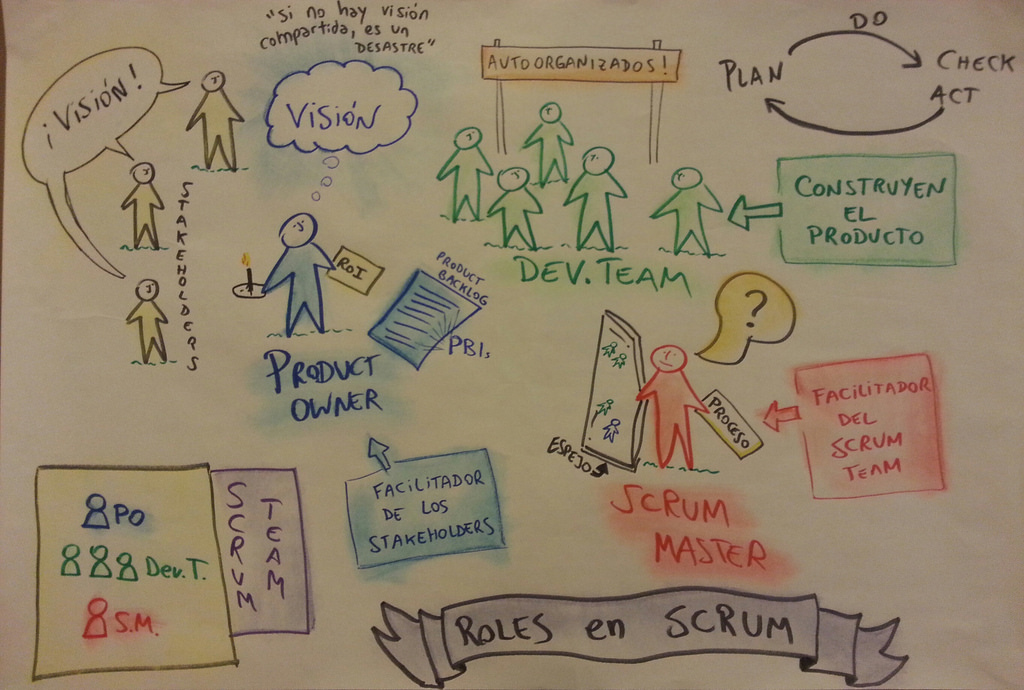 "Si no hay visión
compartida, es un
DESASTRE"
¡VISIÓN!
VISIÓN
STAKEHOLDERS
AUTOORGANIZADOS!
DO
PLAN
CHECK
ACT
CONSTRUYEN
EL
PRODUCTO
DEV. TEAM
ROI
PRODUCT
BACKLOG
PBIs
PRODUCT
OWNER
?
PROCESO
ESPEJO
FACILITADOR
DEL
SCRUM
TEAM
SCRUM
MASTER
FACILITADOR
DE LOS
STAKEHOLDERS
PO
Dev.T.
S.M.
SCRUM
TEAM
ROLES en SCRUM